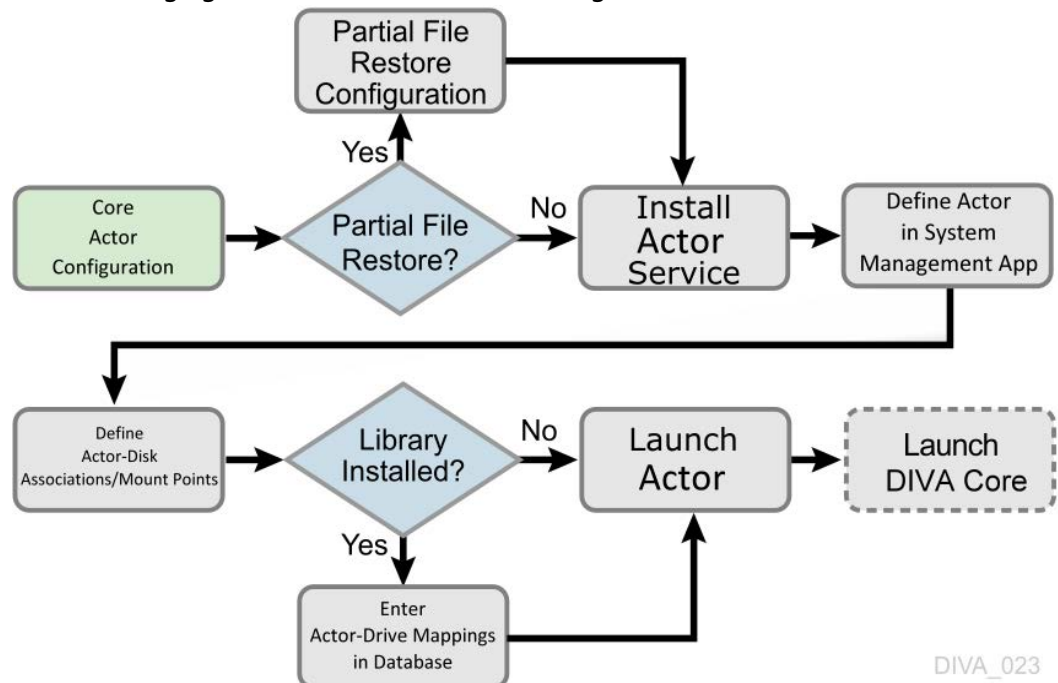 Partial File
Restore
Configuration
Yes
Core
Actor
Configuration
Partial File
Restore?
No
Install
Actor
Service
Define Actor
in System
Management App
Define
Actor-Disk
Associations/Mount Points
Library
Installed?
No
Launch
Actor
Launch
DIVA Core
Yes
Enter
Actor-Drive Mappings
in Database
DIVA_023